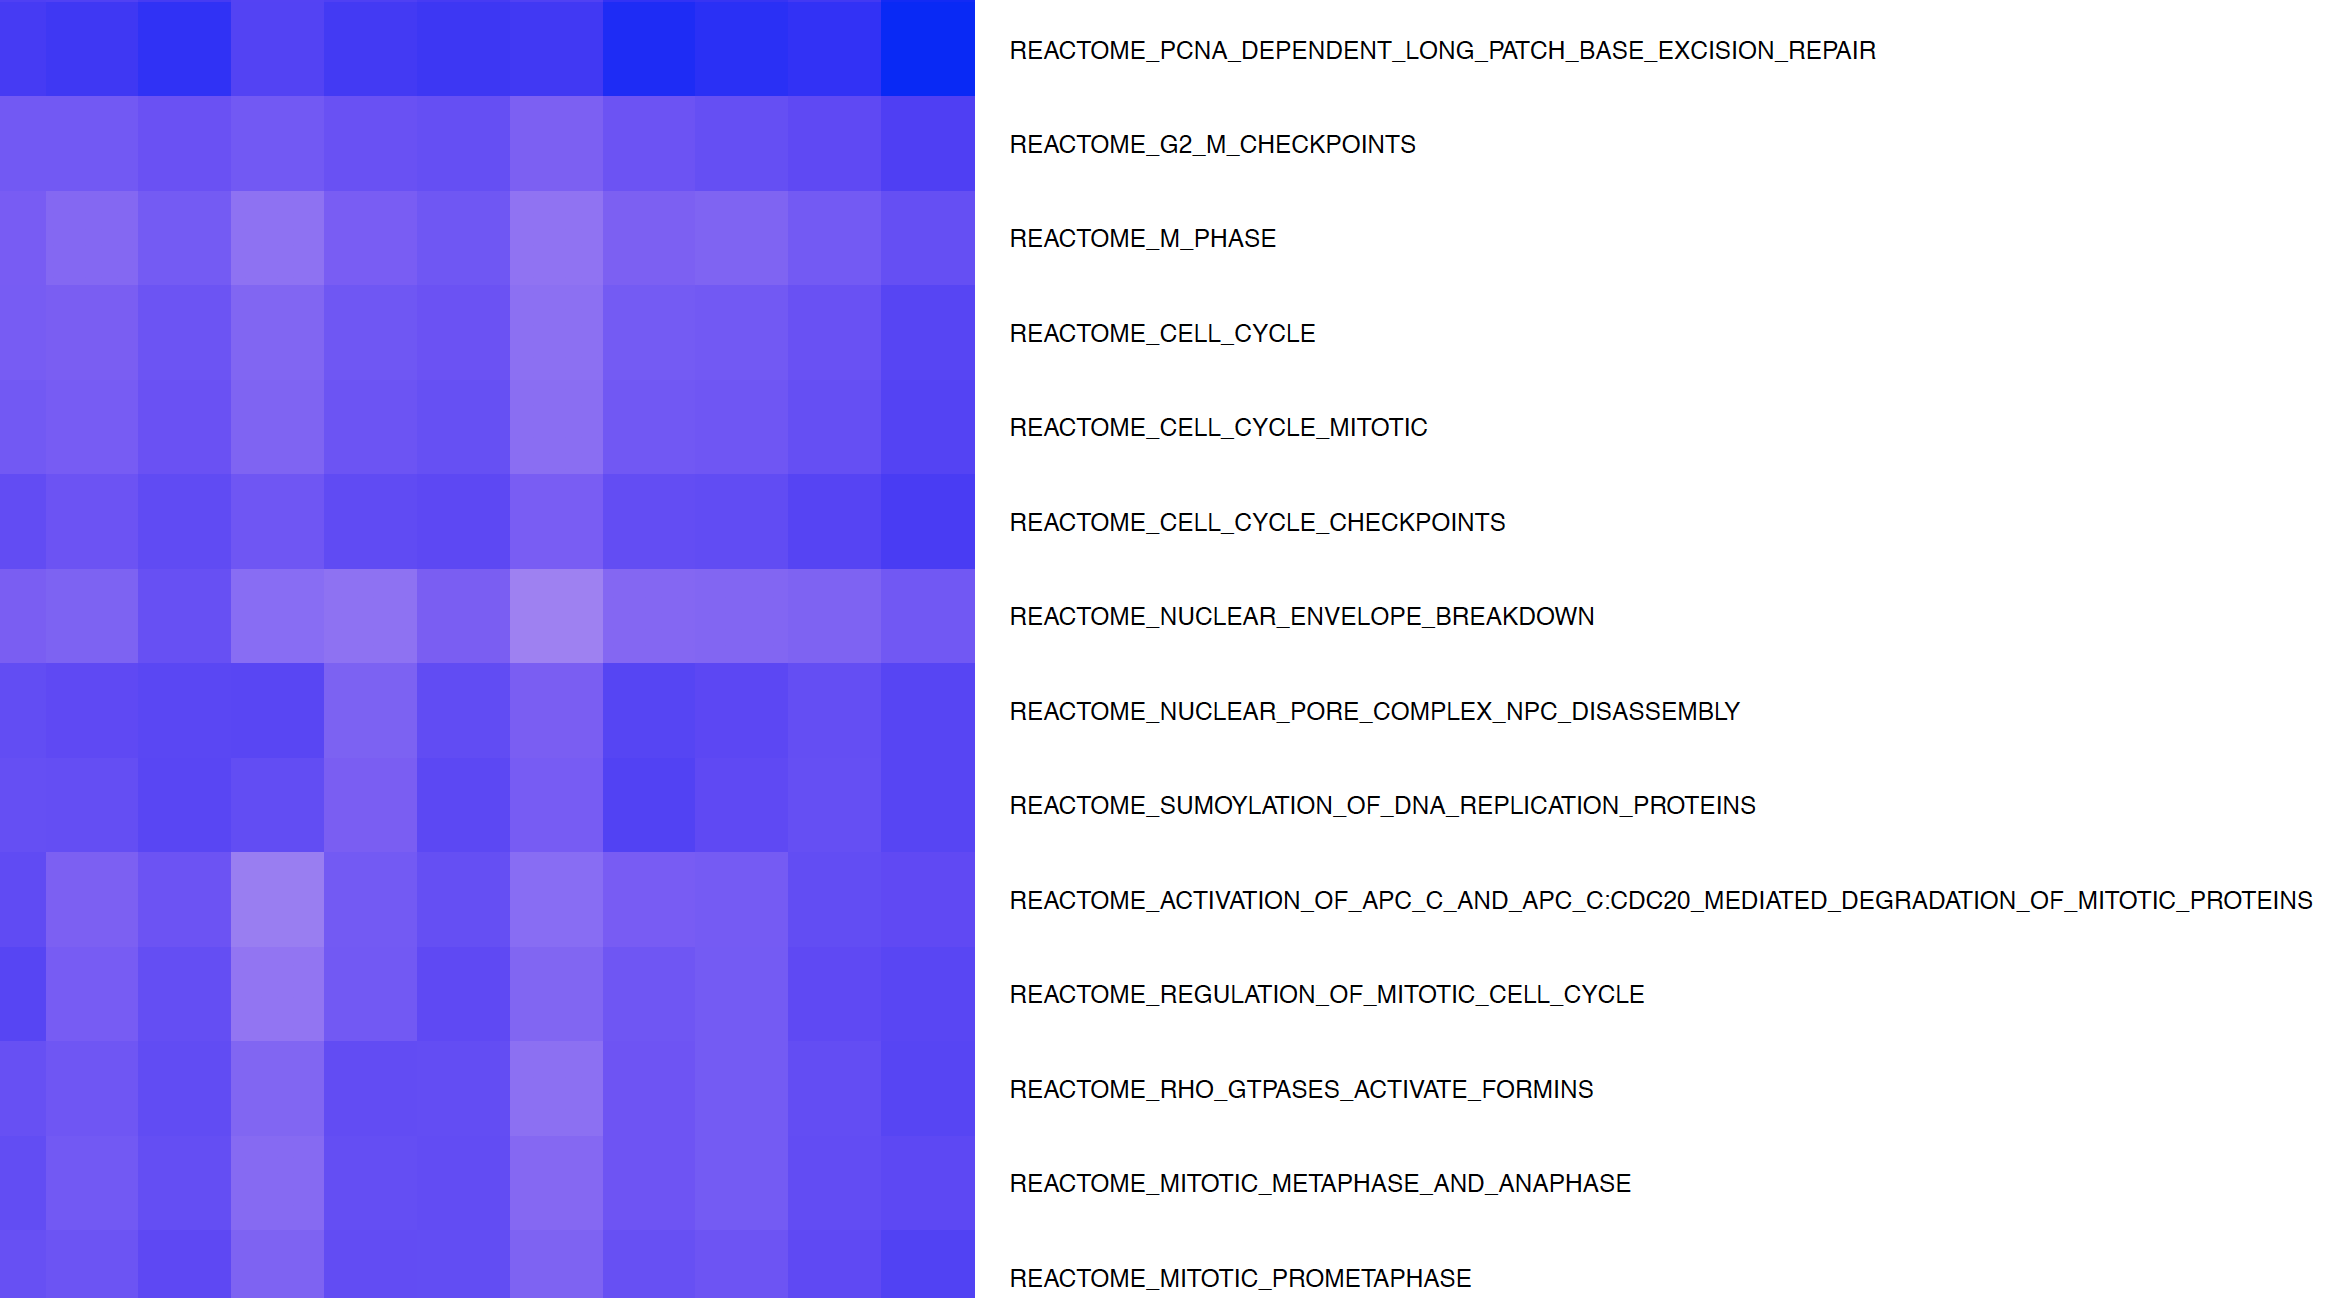 REACTOME_PCNA_DEPENDENT_LONG_PATCH_BASE_EXCISION_REPAIR
REACTOME_G2_M_CHECKPOINTS
REACTOME_M_PHASE
REACTOME_CELL_CYCLE
REACTOME_CELL_CYCLE_MITOTIC
REACTOME_CELL_CYCLE_CHECKPOINTS
REACTOME_NUCLEAR_ENVELOPE_BREAKDOWN
REACTOME_NUCLEAR_PORE_COMPLEX_NPC_DISASSEMBLY
REACTOME_SUMOYLATION_OF_DNA_REPLICATION_PROTEINS
REACTOME_ACTIVATION_OF_APC_C_AND_APC_C:CDC20_MEDIATED_DEGRADATION_OF_MITOTIC_PROTEINS
REACTOME_REGULATION_OF_MITOTIC_CELL_CYCLE
REACTOME_RHO_GTPASES_ACTIVATE_FORMINS
REACTOME_MITOTIC_METAPHASE_AND_ANAPHASE
REACTOME_MITOTIC_PROMETAPHASE